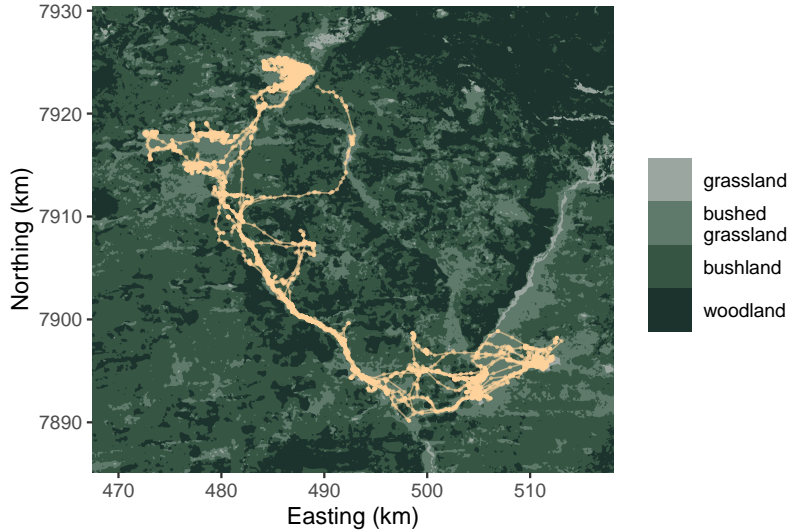 7930
7920
7910
7900
7890
Northing (km)
470
480
490
500
510
Easting (km)
grassland
bushed
grassland
bushland
woodland